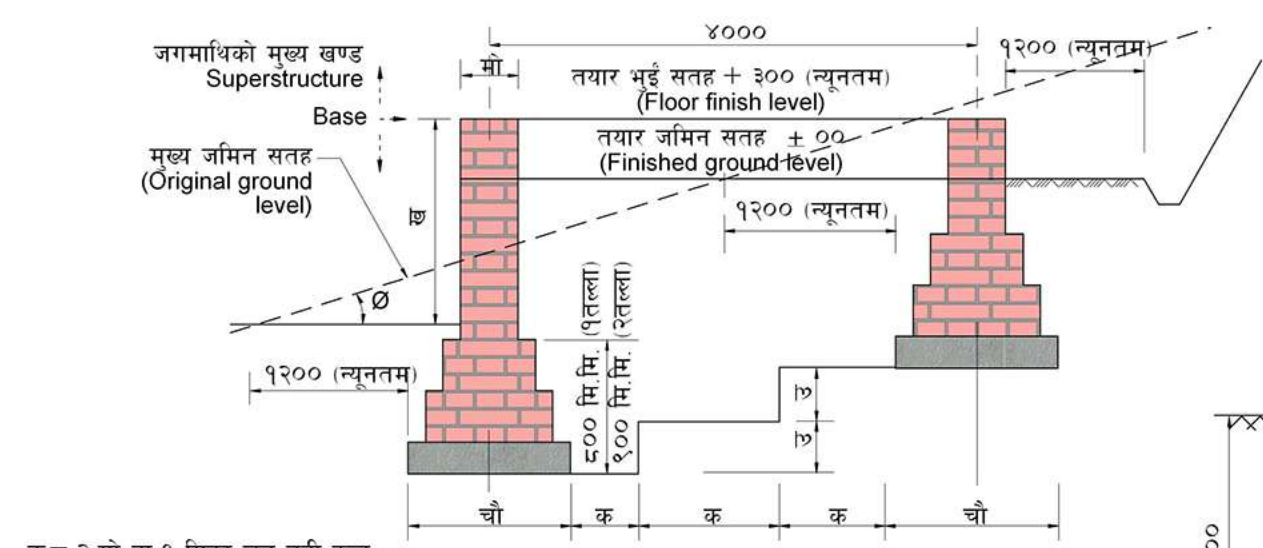 ४०००
१२०० (न्यूनतम)
जगमाथिको मुख्य खण्ड
Superstructure
मो
तयार भुईं सतह + ३०० (न्यूनतम)
(Floor finish level)
Base
तयार जमिन सतह ± ००
(Finished ground level)
मुख्य जमिन सतह
(Original ground
level)
ख
१२०० (न्यूनतम)
Ø
१२०० (न्यूनतम)
८०० मि.मि. (१तल्ला)
९०० मि.मि. (२तल्ला)
उ
उ
चौ
क
क
क
चौ